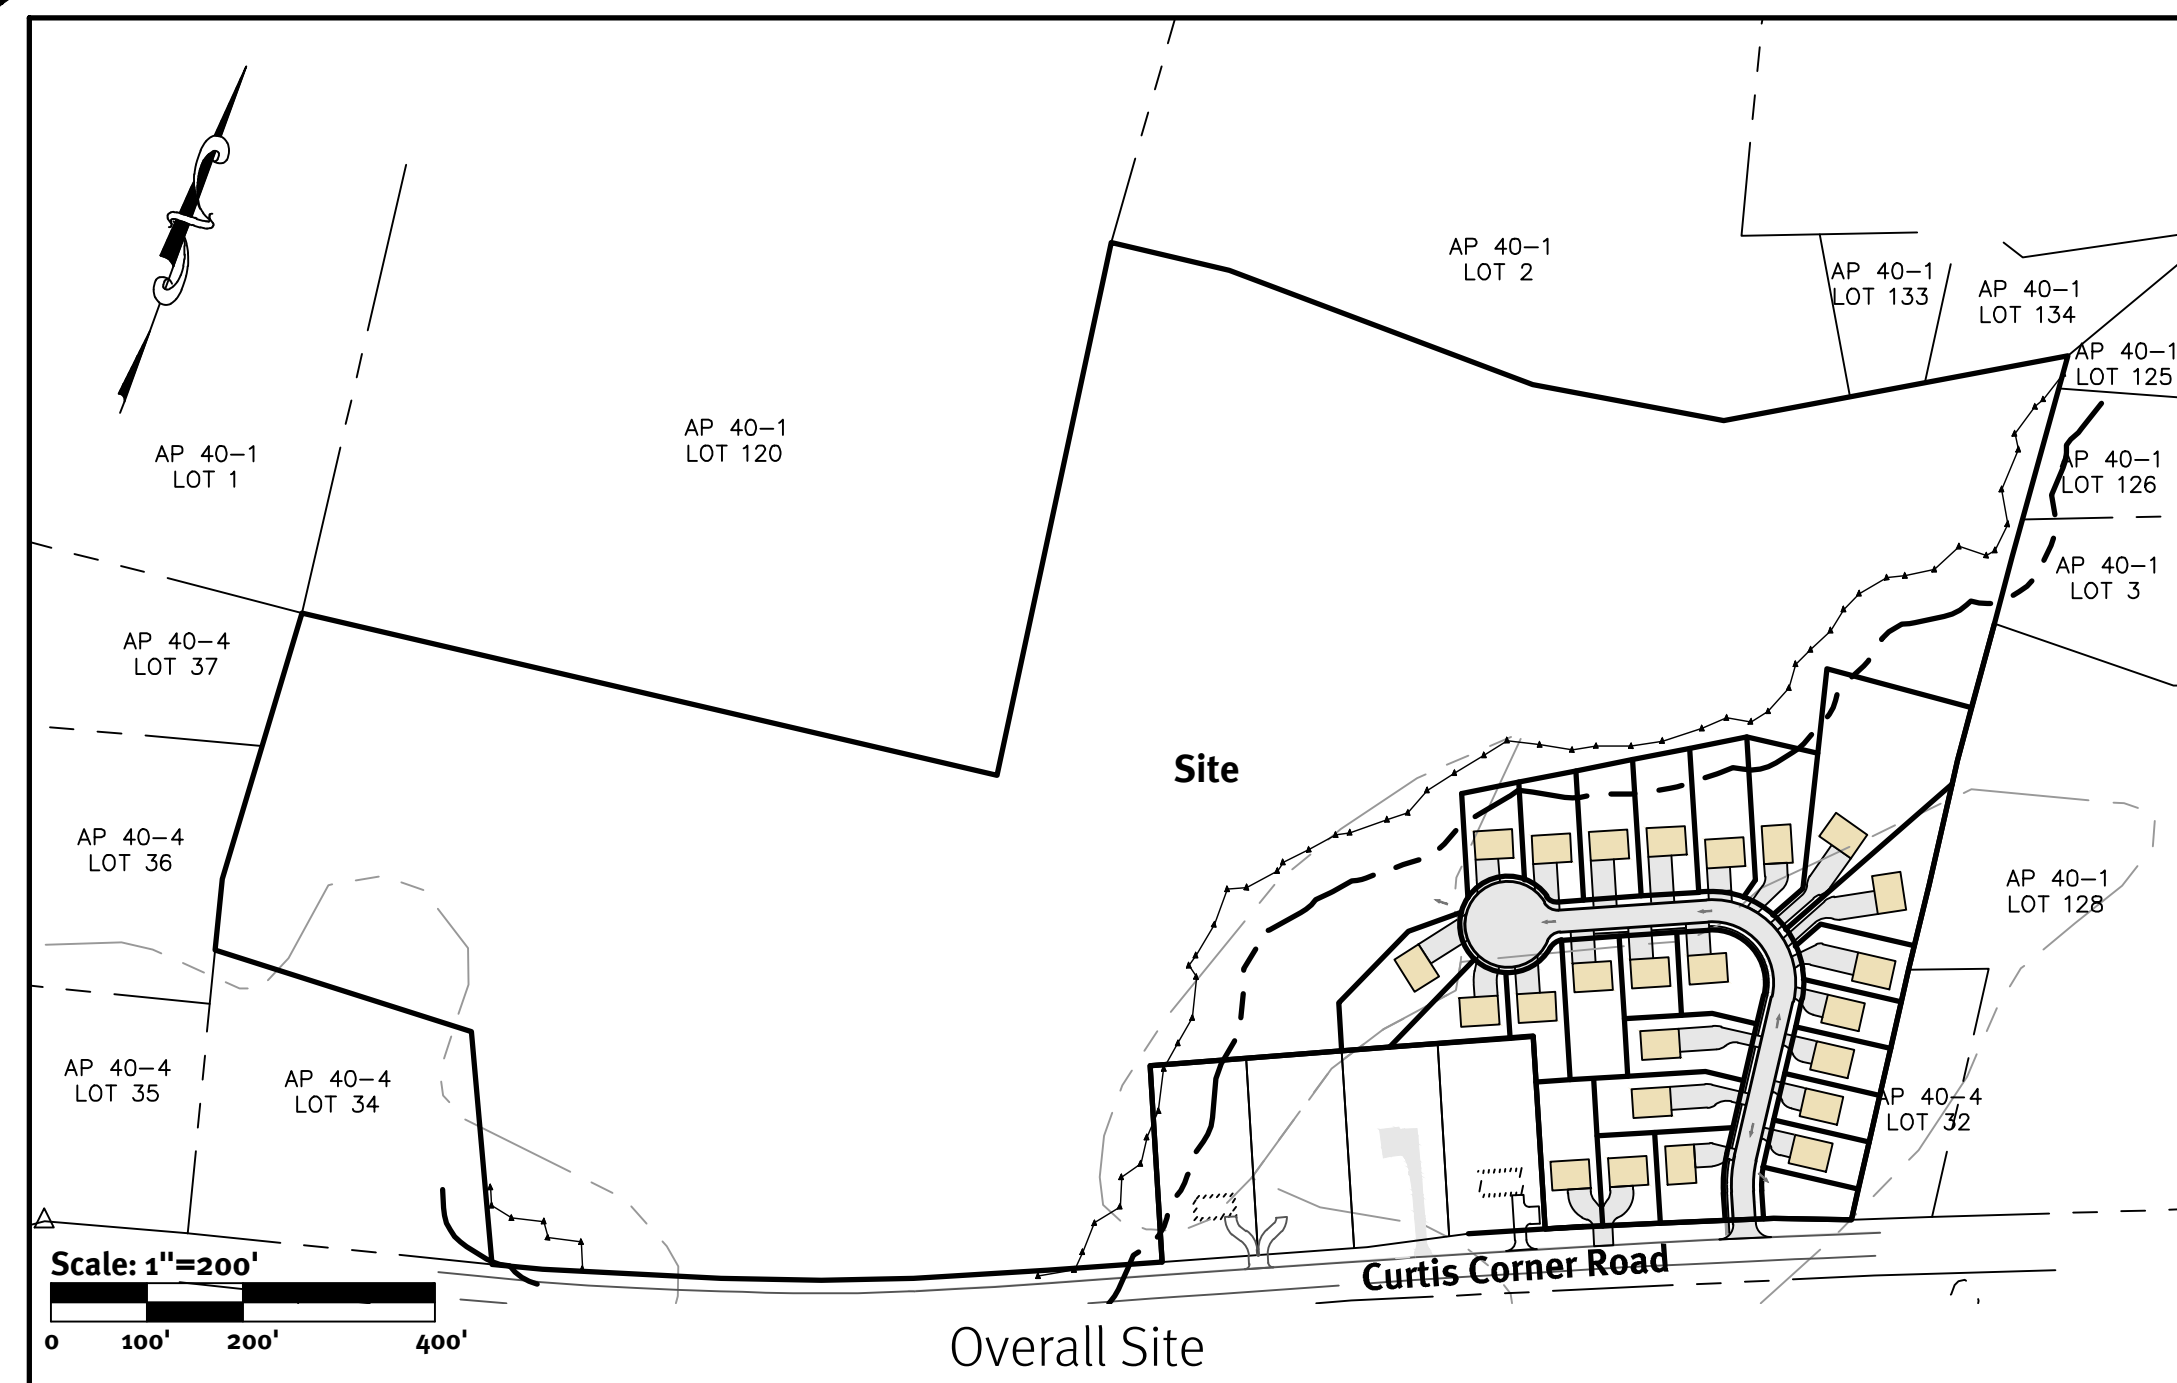 AP 40-1
LOT 2
AP 40-1
LOT 133
AP 40-1
LOT 134
AP 40-1
LOT 125
AP 40-1
LOT 120
AP 40-1
LOT 1
AP 40-1
LOT 126
AP 40-1
LOT 3
AP 40-4
LOT 37
Site
AP 40-4
LOT 36
AP 40-1
LOT 128
AP 40-4
LOT 35
AP 40-4
LOT 34
AP 40-4
LOT 32
Scale: 1"=200'
0 100' 200' 400'
Curtis Corner Road
Overall Site